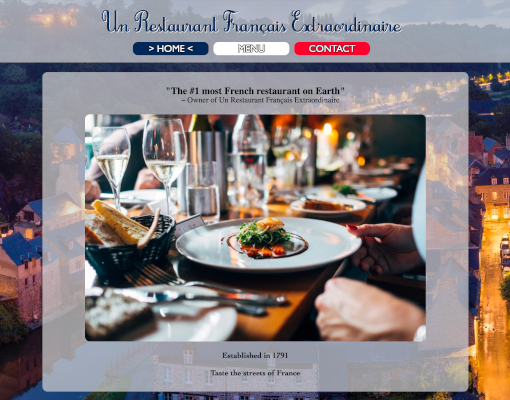 Un Restaurant Français Extraordinaire
> HOME <
MENU
CONTACT
"The #1 most French restaurant on Earth"
– Owner of Un Restaurant Français Extraordinaire
Established in 1791
Taste the streets of France